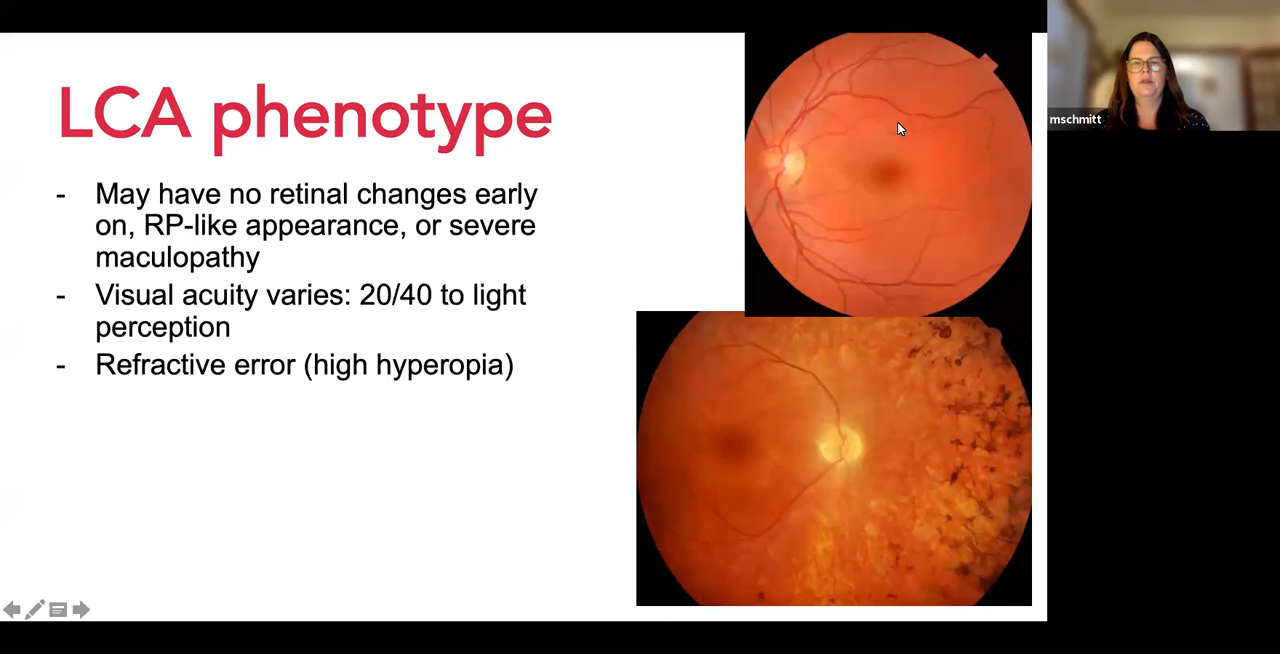 LCA phenotype
- May have no retinal changes early
on, RP-like appearance, or severe
maculopathy
- Visual acuity varies: 20/40 to light
perception
- Refractive error (high hyperopia)
mschmitt